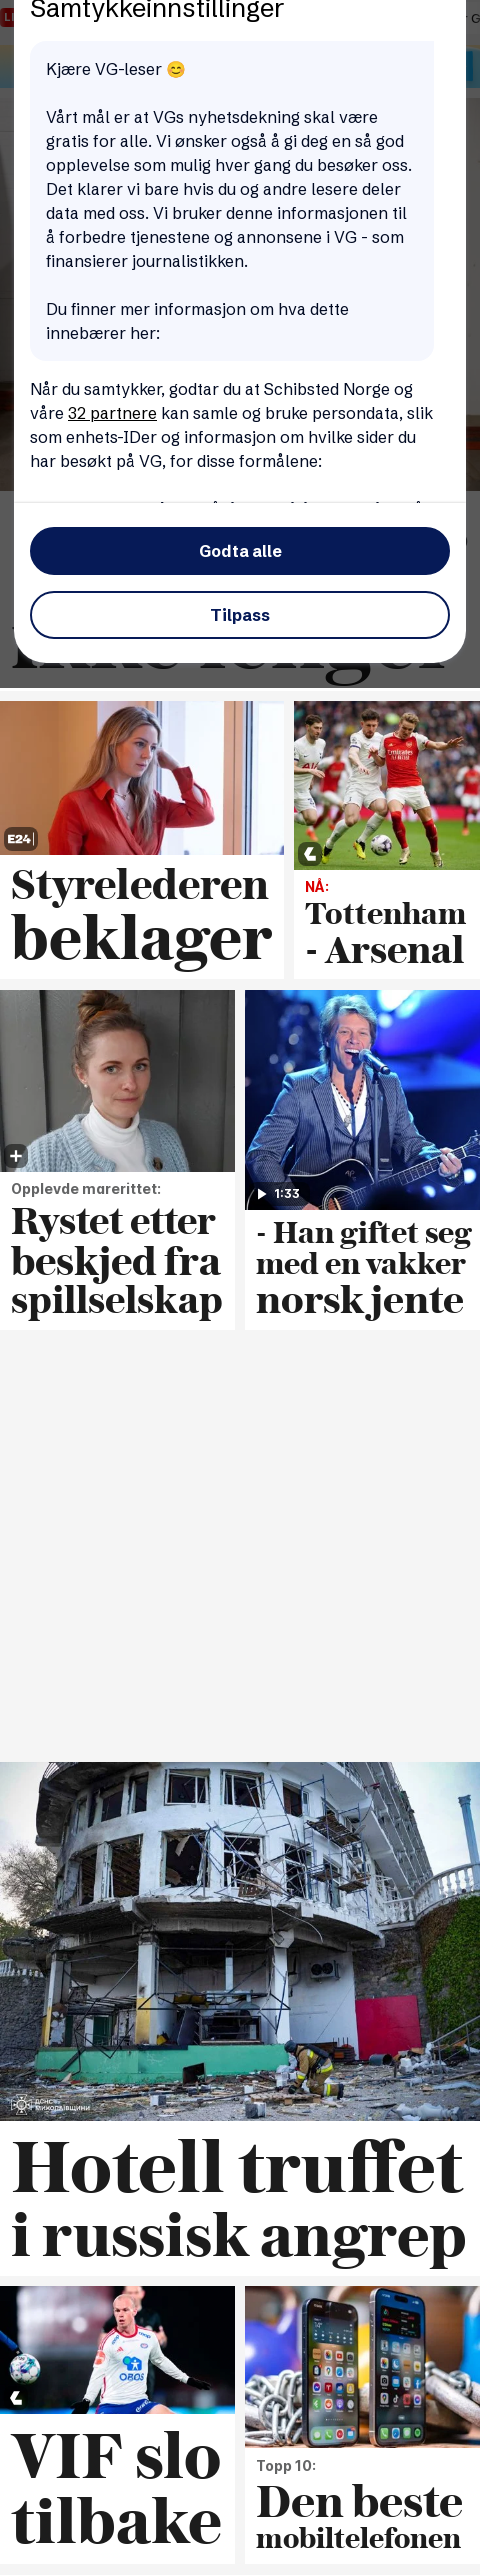 Samtykkeinnstillinger
Kjære VG-leser 😊
Vårt mål er at VGs nyhetsdekning skal være
gratis for alle. Vi ønsker også å gi deg en så god
opplevelse som mulig hver gang du besøker oss.
Det klarer vi bare hvis du og andre lesere deler
data med oss. Vi bruker denne informasjonen til
å forbedre tjenestene og annonsene i VG - som
finansierer journalistikken.
Du finner mer informasjon om hva dette
innebærer her:
Når du samtykker, godtar du at Schibsted Norge og
våre 32 partnere kan samle og bruke persondata, slik
som enhets-IDer og informasjon om hvilke sider du
har besøkt på VG, for disse formålene:
Godta alle
Tilpass
E24
Styrelederen
beklager
NÅ:
Tottenham
- Arsenal
Opplevde marerittet:
Rystet etter
beskjed fra
spillselskap
1:33
- Han giftet seg
med en vakker
norsk jente
Hotell truffet
i russisk angrep
OBOS
VIF slo
tilbake
Topp 10:
Den beste
mobiltelefonen